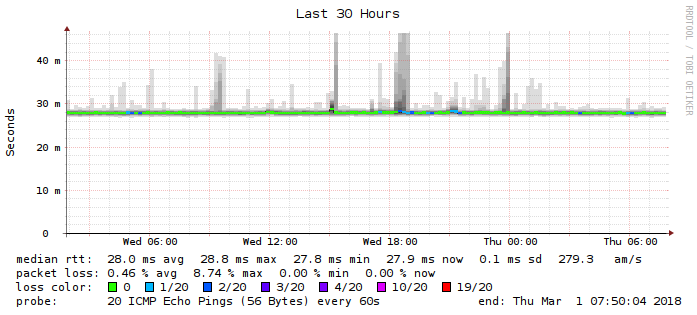 Last 30 Hours
RRDTOOL / TOBI OETIKER
Seconds
40 m
30 m
20 m
10 m
0
Wed 06:00 Wed 12:00 Wed 18:00 Thu 00:00 Thu 06:00
median rtt: 28.0 ms avg 28.8 ms max 27.8 ms min 27.9 ms now 0.1 ms sd 279.3 am/s
packet loss: 0.46 % avg 8.74 % max 0.00 % min 0.00 % now
loss color: 0 1/20 2/20 3/20 4/20 10/20 19/20
probe: 20 ICMP Echo Pings (56 Bytes) every 60s end: Thu Mar 1 07:50:04 2018